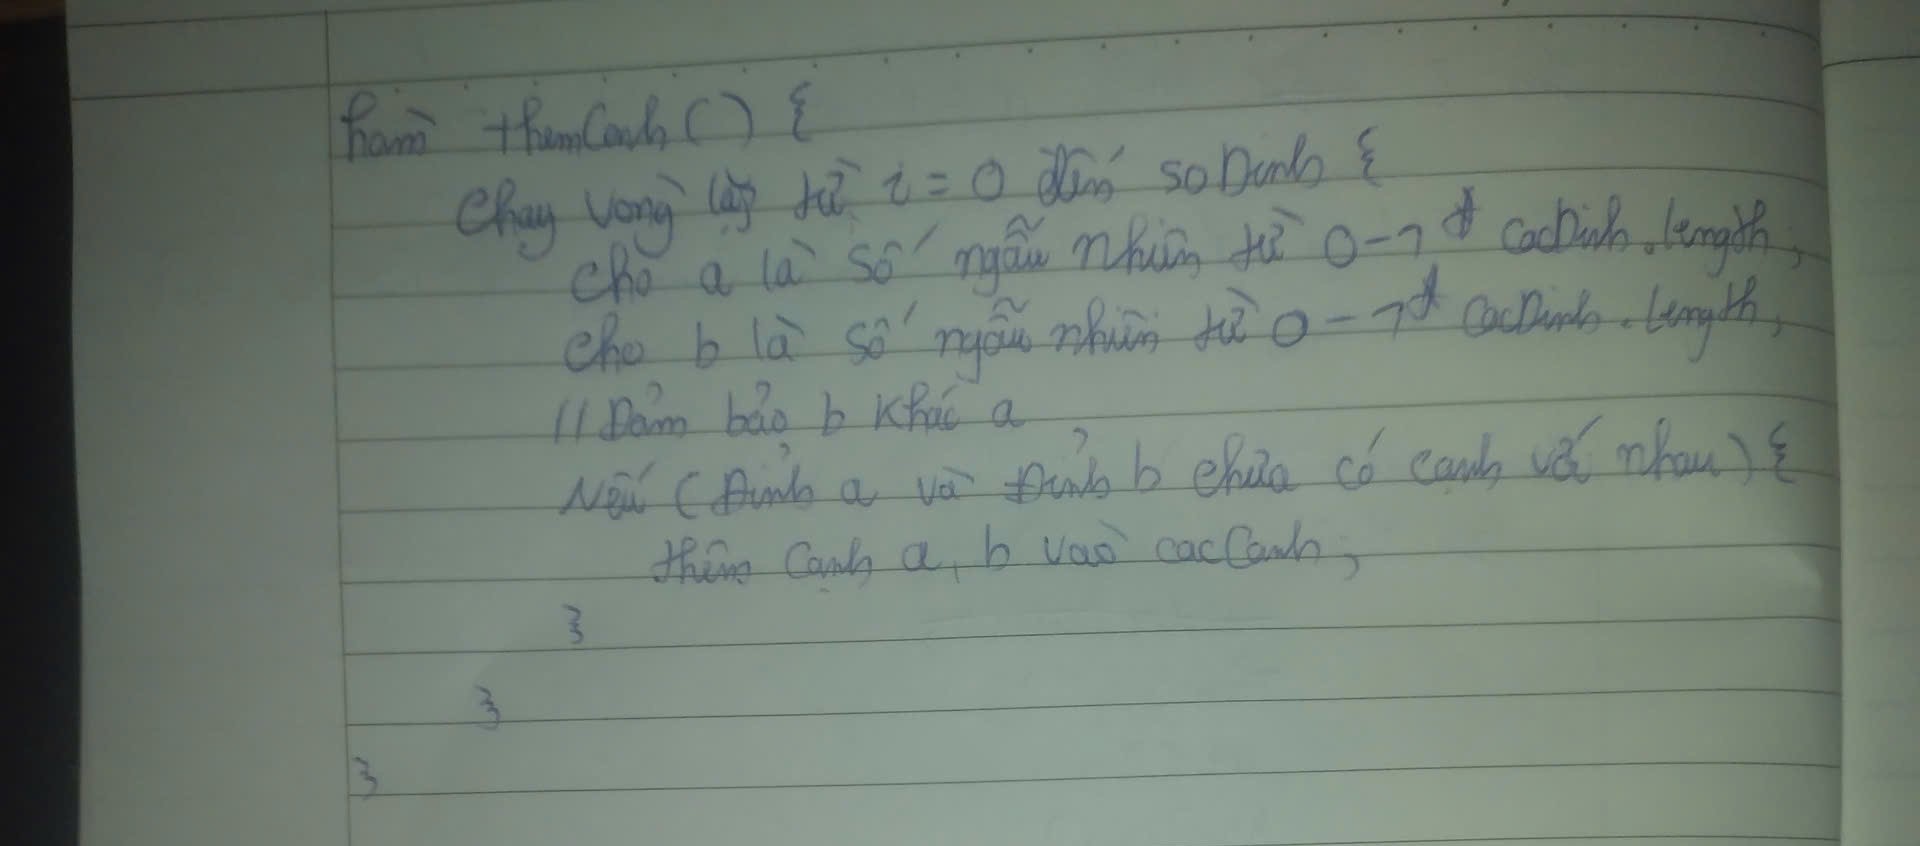 hàm themCanh() {
Chạy vòng lặp từ i = 0 đến soDinh {
cho a là số ngẫu nhiên từ 0-1 * cacDinh.length;
cho b là số ngẫu nhiên từ 0-1 * cacDinh.length;
// Đảm bảo b khác a
Nếu (Đỉnh a và Đỉnh b chưa có cạnh với nhau) {
thêm cạnh a, b vào cacCanh;
}
}
}